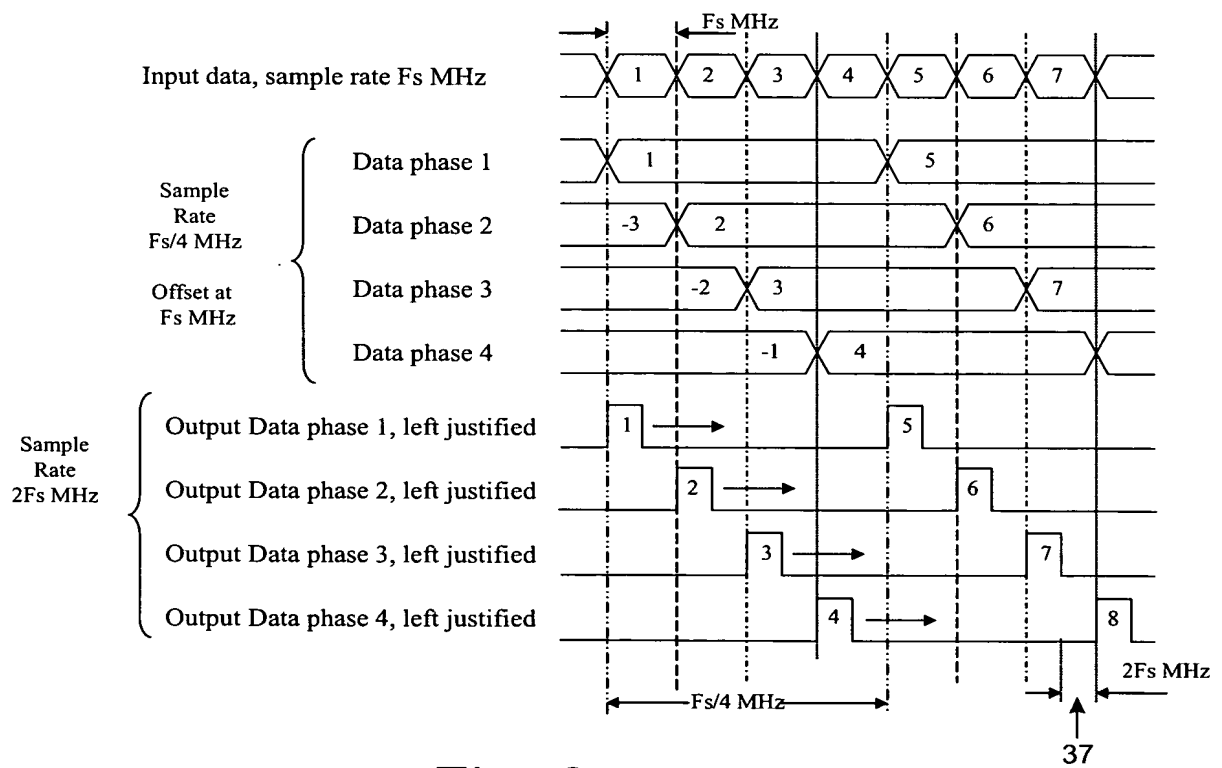 Fs MHz
Input data, sample rate Fs MHz
1 2 3 4 5 6 7
Sample
Rate
Fs/4 MHz
Offset at
Fs MHz
Data phase 1
1 5
Data phase 2
-3 2 6
Data phase 3
-2 3 7
Data phase 4
-1 4
Sample
Rate
2Fs MHz
Output Data phase 1, left justified
1 5
Output Data phase 2, left justified
2 6
Output Data phase 3, left justified
3 7
Output Data phase 4, left justified
4 8
2Fs MHz
Fs/4 MHz
37